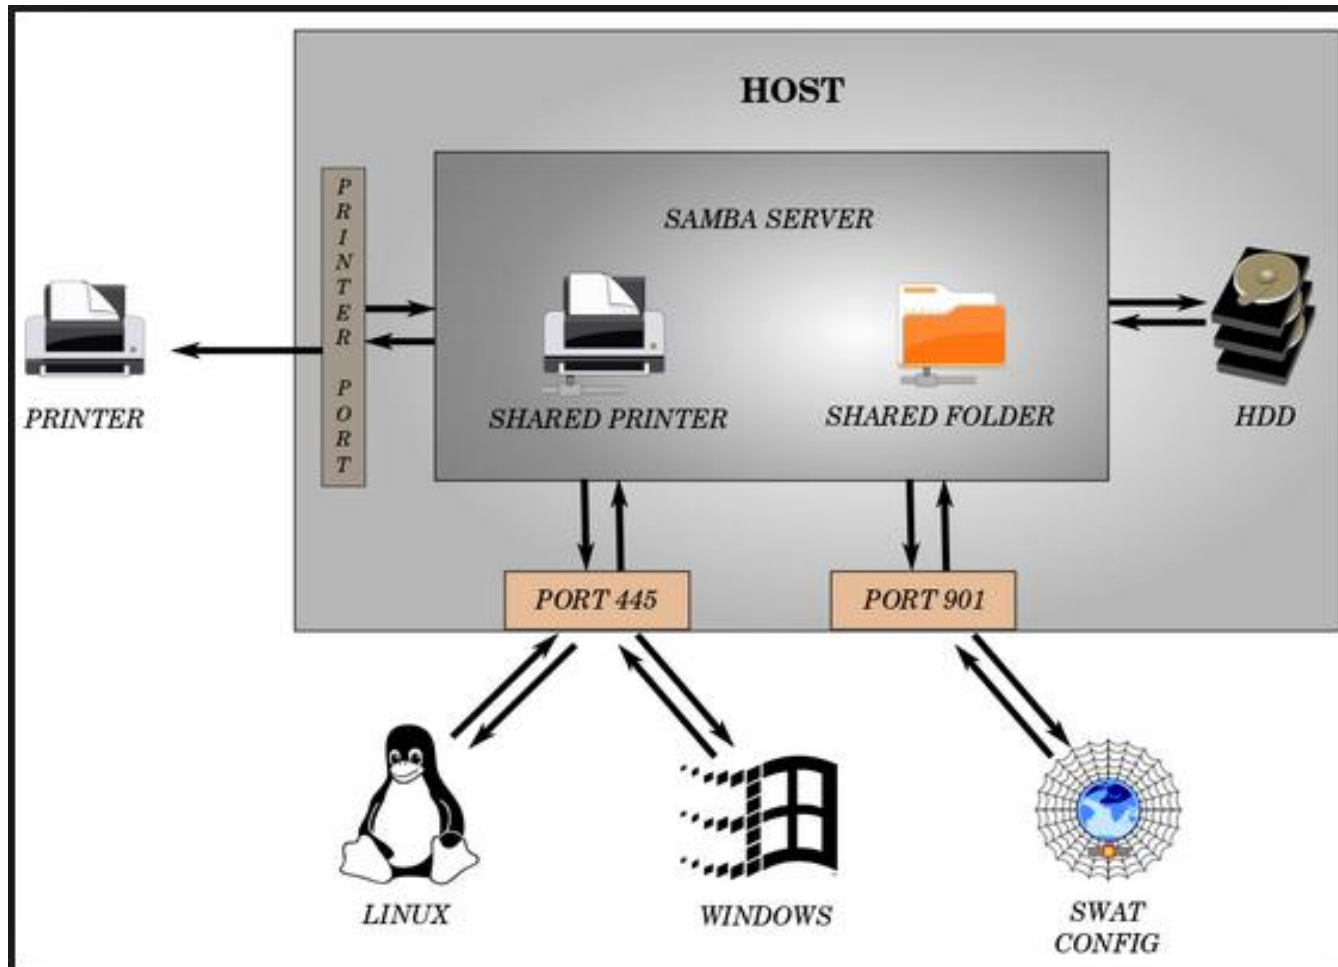 HOST
PRINTER PORT
SAMBA SERVER
PRINTER
SHARED PRINTER
SHARED FOLDER
HDD
PORT 445
PORT 901
LINUX
WINDOWS
SWAT
CONFIG